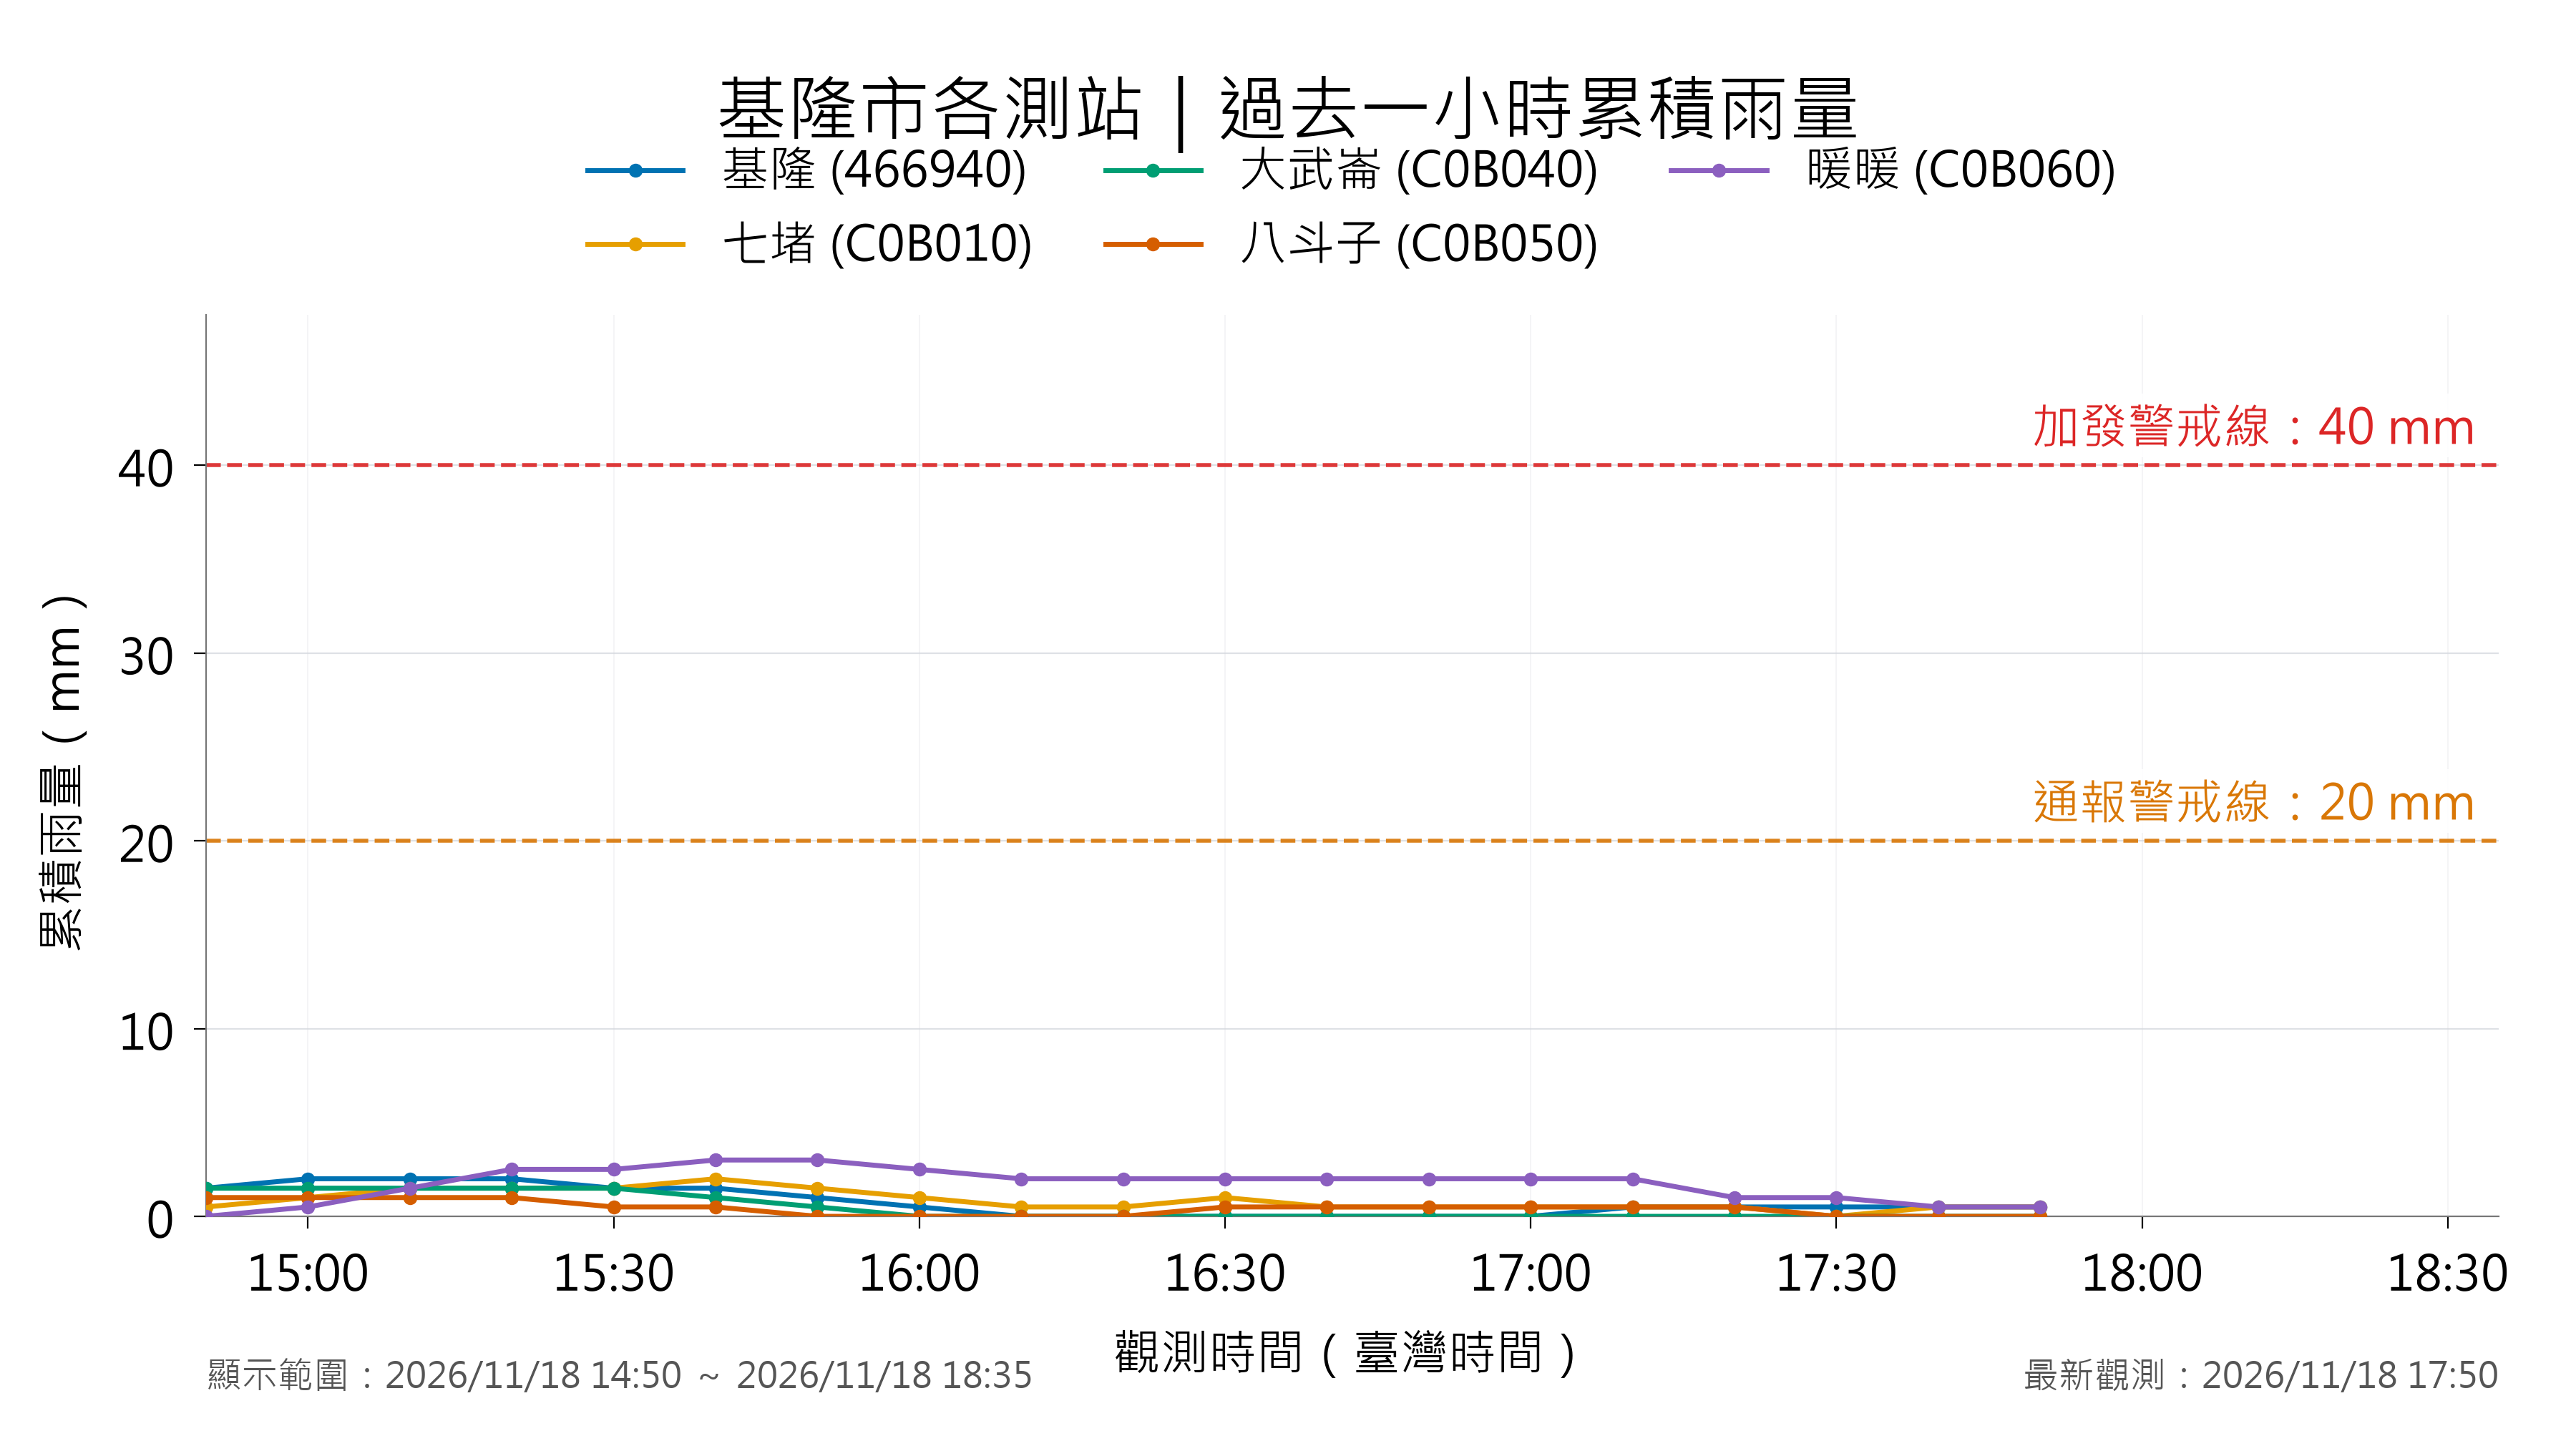 基隆市各測站｜過去一小時累積雨量
基隆 (466940)
大武崙 (C0B040)
暖暖 (C0B060)
七堵 (C0B010)
八斗子 (C0B050)
加發警戒線：40 mm
通報警戒線：20 mm
累積雨量（mm）
40
30
20
10
0
15:00
15:30
16:00
16:30
17:00
17:30
18:00
18:30
觀測時間（臺灣時間）
顯示範圍：2026/11/18 14:50 ~ 2026/11/18 18:35
最新觀測：2026/11/18 17:50